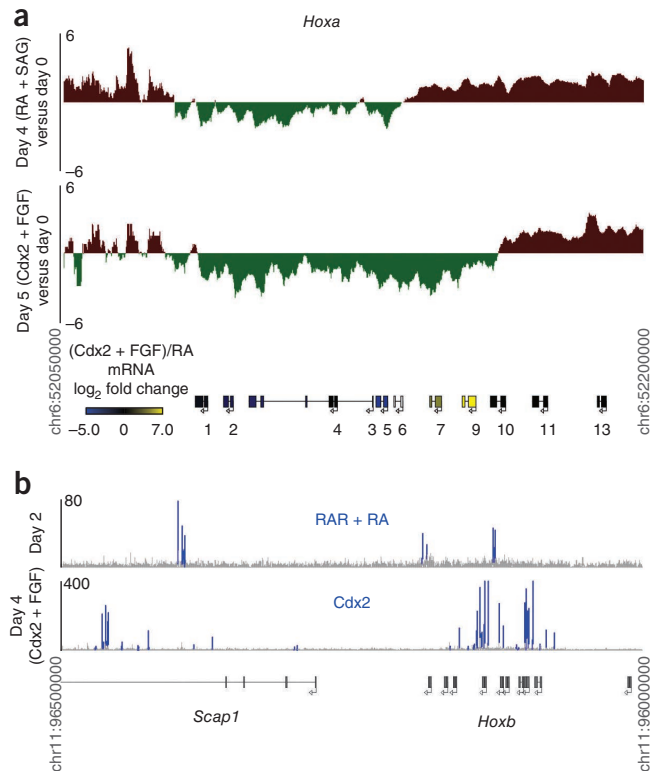 a
Hoxa
6
Day 4 (RA + SAG)
versus day 0
–6
6
Day 5 (Cdx2 + FGF)
versus day 0
–6
chr6:52050000
(Cdx2 + FGF)/RA
mRNA
log2 fold change
–5.0 0 7.0
1 2 4 3 5 6 7 9 10 11 13
chr6:52200000
b
80
Day 2
RAR + RA
400
Day 4
(Cdx2 + FGF)
Cdx2
chr11:96500000
Scap1
Hoxb
chr11:96000000